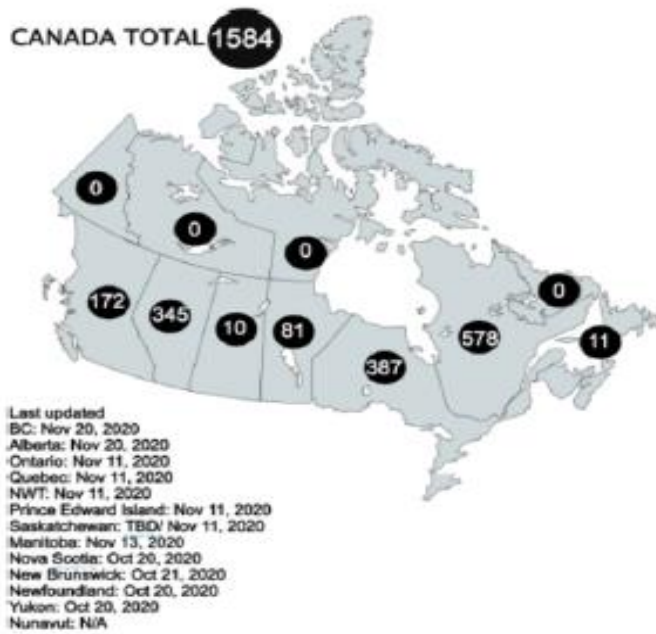 CANADA TOTAL 1584
0
0
0
0
172
345
10
81
387
578
11
Last updated
BC: Nov 20, 2020
Alberta: Nov 20, 2020
Ontario: Nov 11, 2020
Quebec: Nov 11, 2020
NWT: Nov 11, 2020
Prince Edward Island: Nov 11, 2020
Saskatchewan: TBD/ Nov 11, 2020
Manitoba: Nov 13, 2020
Nova Scotia: Oct 20, 2020
New Brunswick: Oct 21, 2020
Newfoundland: Oct 20, 2020
Yukon: Oct 20, 2020
Nunavut: N/A